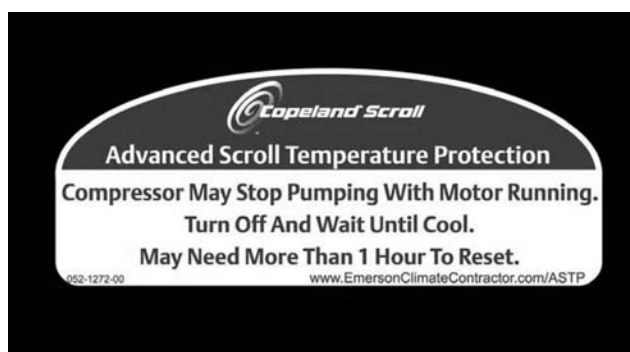 Copeland Scroll
™
Advanced Scroll Temperature Protection
Compressor May Stop Pumping With Motor Running.
Turn Off And Wait Until Cool.
May Need More Than 1 Hour To Reset.
052-1272-00 www.EmersonClimateContractor.com/ASTP